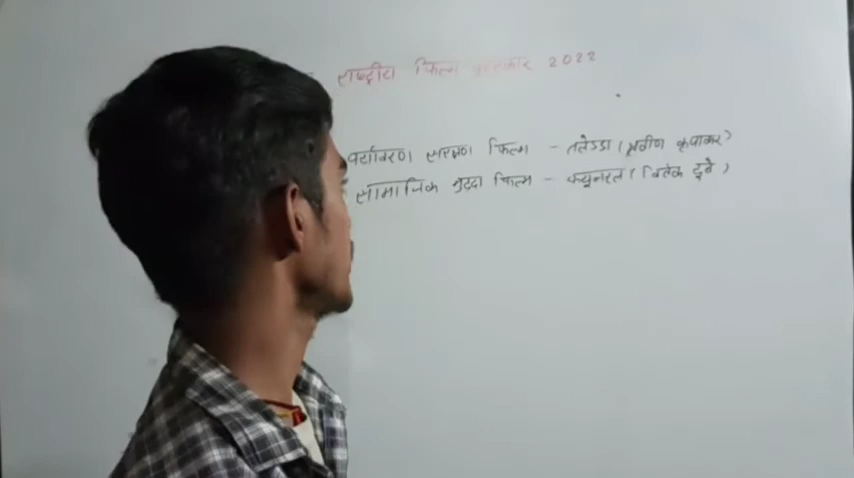 राष्ट्रीय फिल्म पुरस्कार 2022
पर्यावरण संरक्षण फिल्म - तलेडंडा (प्रवीण कृपाकर)
सामाजिक मुद्दा फिल्म - फ्यूनरल (विवेक दुबे)